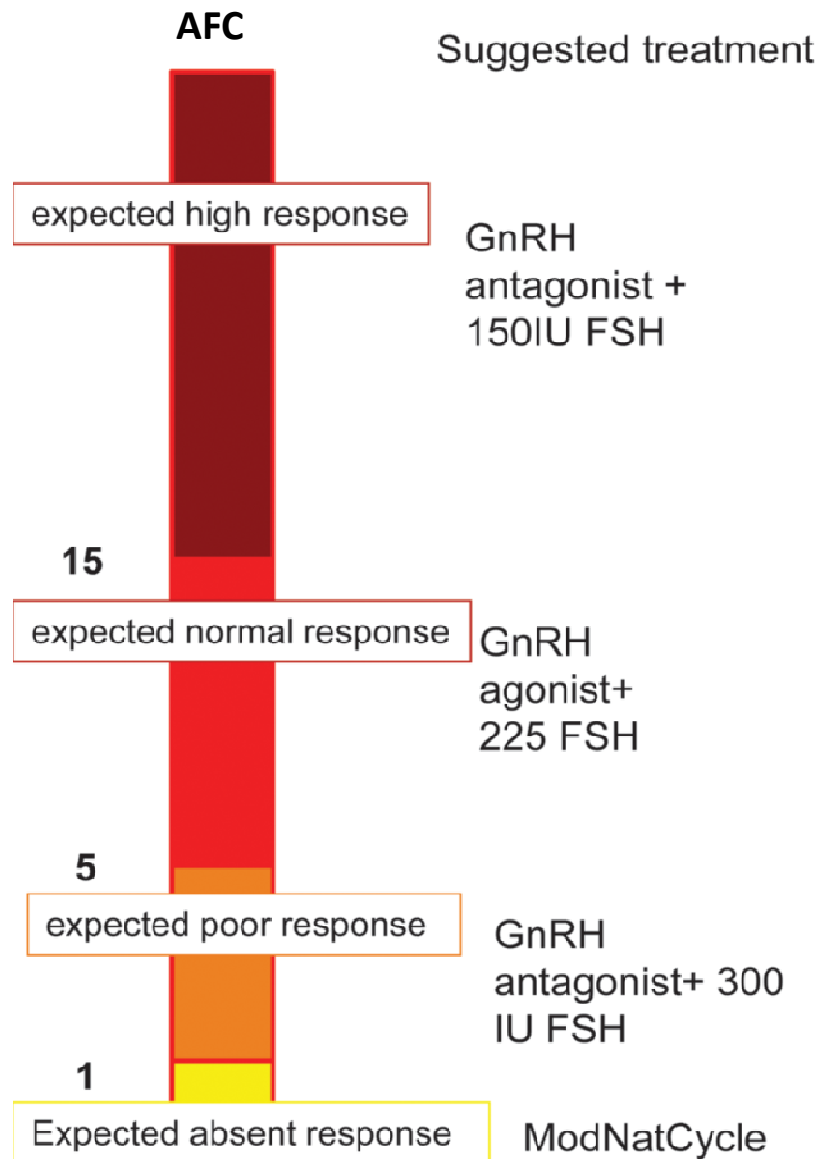 AFC
Suggested treatment
expected high response
GnRH
antagonist +
150IU FSH
15
expected normal response
GnRH
agonist+
225 FSH
5
expected poor response
GnRH
antagonist+ 300
IU FSH
1
Expected absent response
ModNatCycle